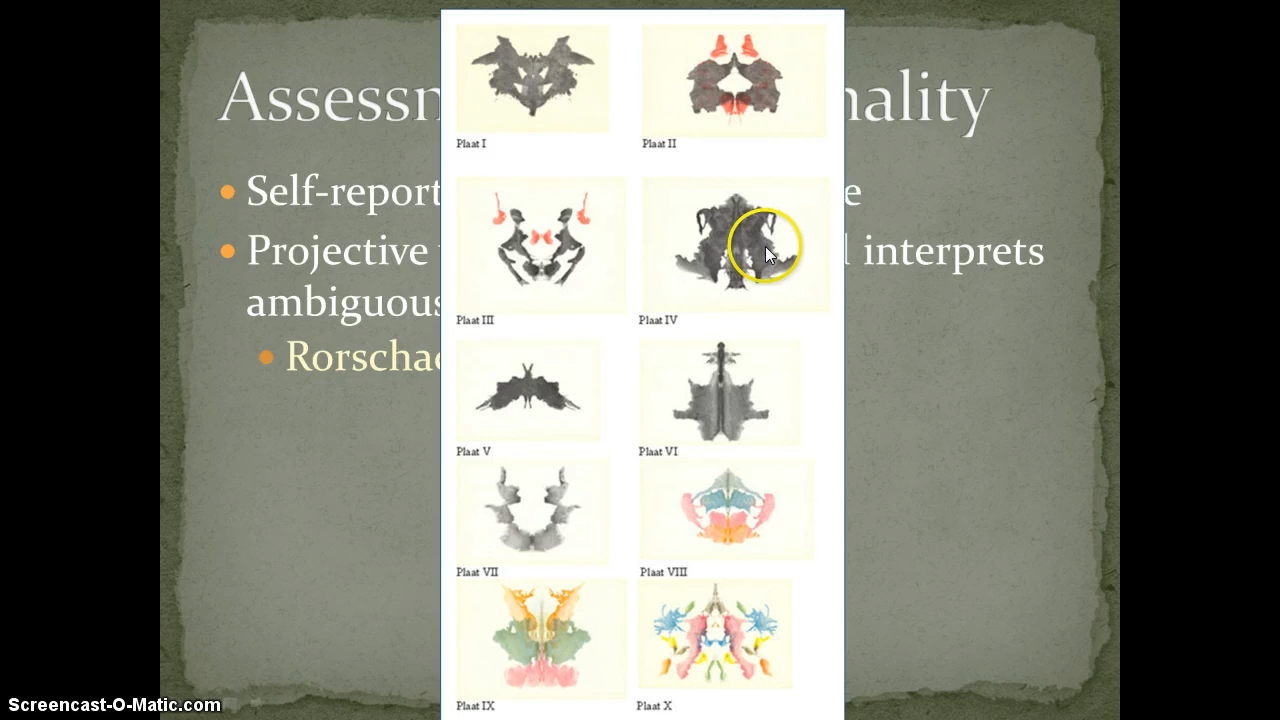 Assessn nality
Self-report e
Projective l interprets
ambiguous
Rorschac
Plaat I Plaat II
Plaat III Plaat IV
Plaat V Plaat VI
Plaat VII Plaat VIII
Plaat IX Plaat X
Screencast-O-Matic.com